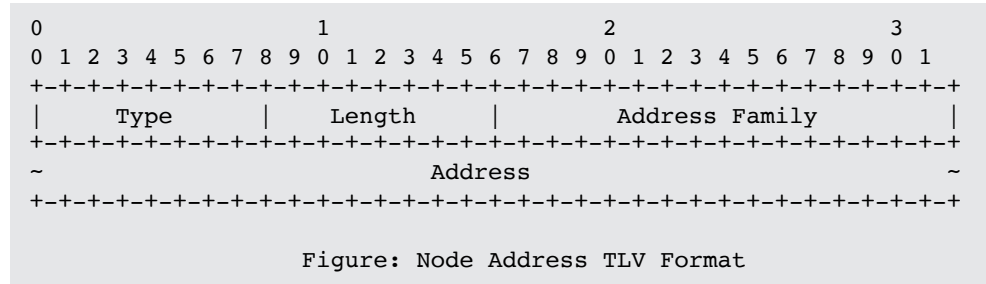 0                   1                   2                   3
0 1 2 3 4 5 6 7 8 9 0 1 2 3 4 5 6 7 8 9 0 1 2 3 4 5 6 7 8 9 0 1
+-+-+-+-+-+-+-+-+-+-+-+-+-+-+-+-+-+-+-+-+-+-+-+-+-+-+-+-+-+-+-+-+
|     Type      |    Length     |        Address Family         |
+-+-+-+-+-+-+-+-+-+-+-+-+-+-+-+-+-+-+-+-+-+-+-+-+-+-+-+-+-+-+-+-+
~                           Address                             ~
+-+-+-+-+-+-+-+-+-+-+-+-+-+-+-+-+-+-+-+-+-+-+-+-+-+-+-+-+-+-+-+-+
Figure: Node Address TLV Format